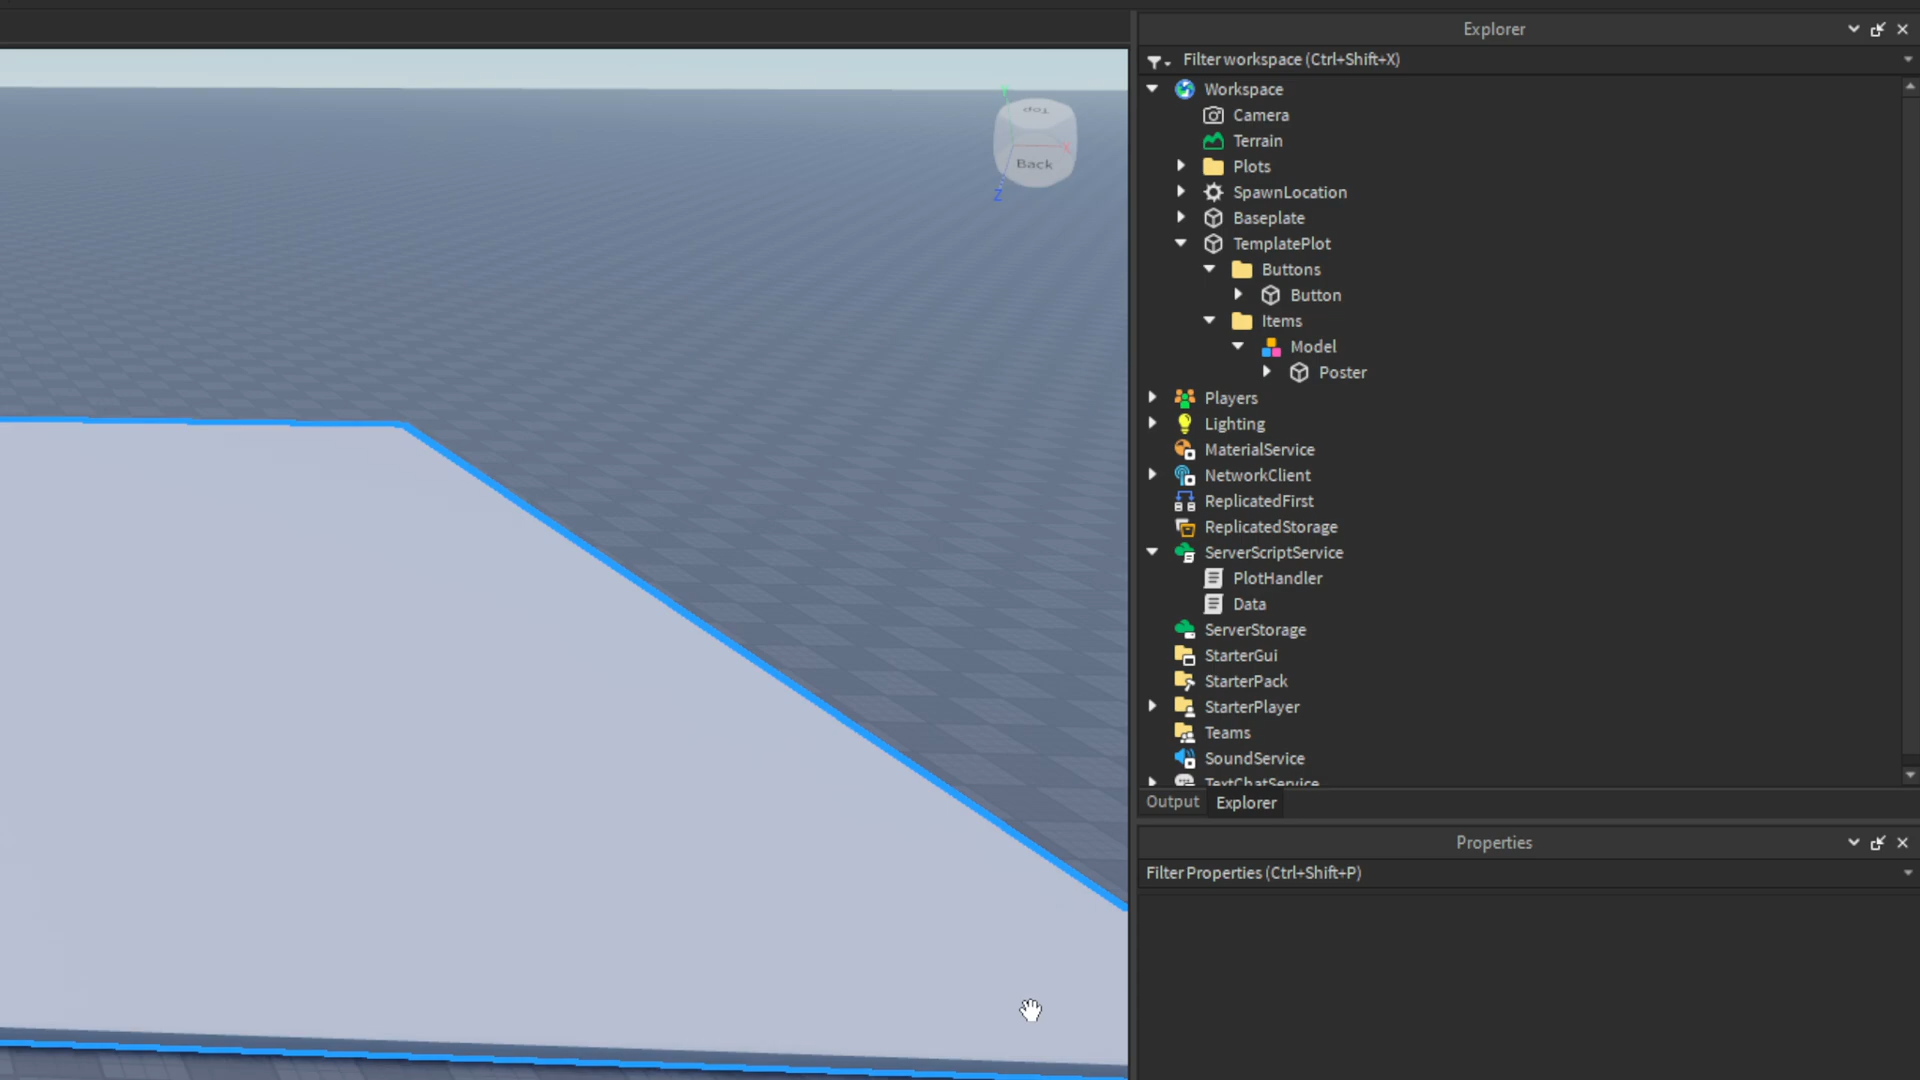 Top
Back
Z
Explorer
Filter workspace (Ctrl+Shift+X)
Workspace
Camera
Terrain
Plots
SpawnLocation
Baseplate
TemplatePlot
Buttons
Button
Items
Model
Poster
Players
Lighting
MaterialService
NetworkClient
ReplicatedFirst
ReplicatedStorage
ServerScriptService
PlotHandler
Data
ServerStorage
StarterGui
StarterPack
StarterPlayer
Teams
SoundService
TextChatService
Output Explorer
Properties
Filter Properties (Ctrl+Shift+P)